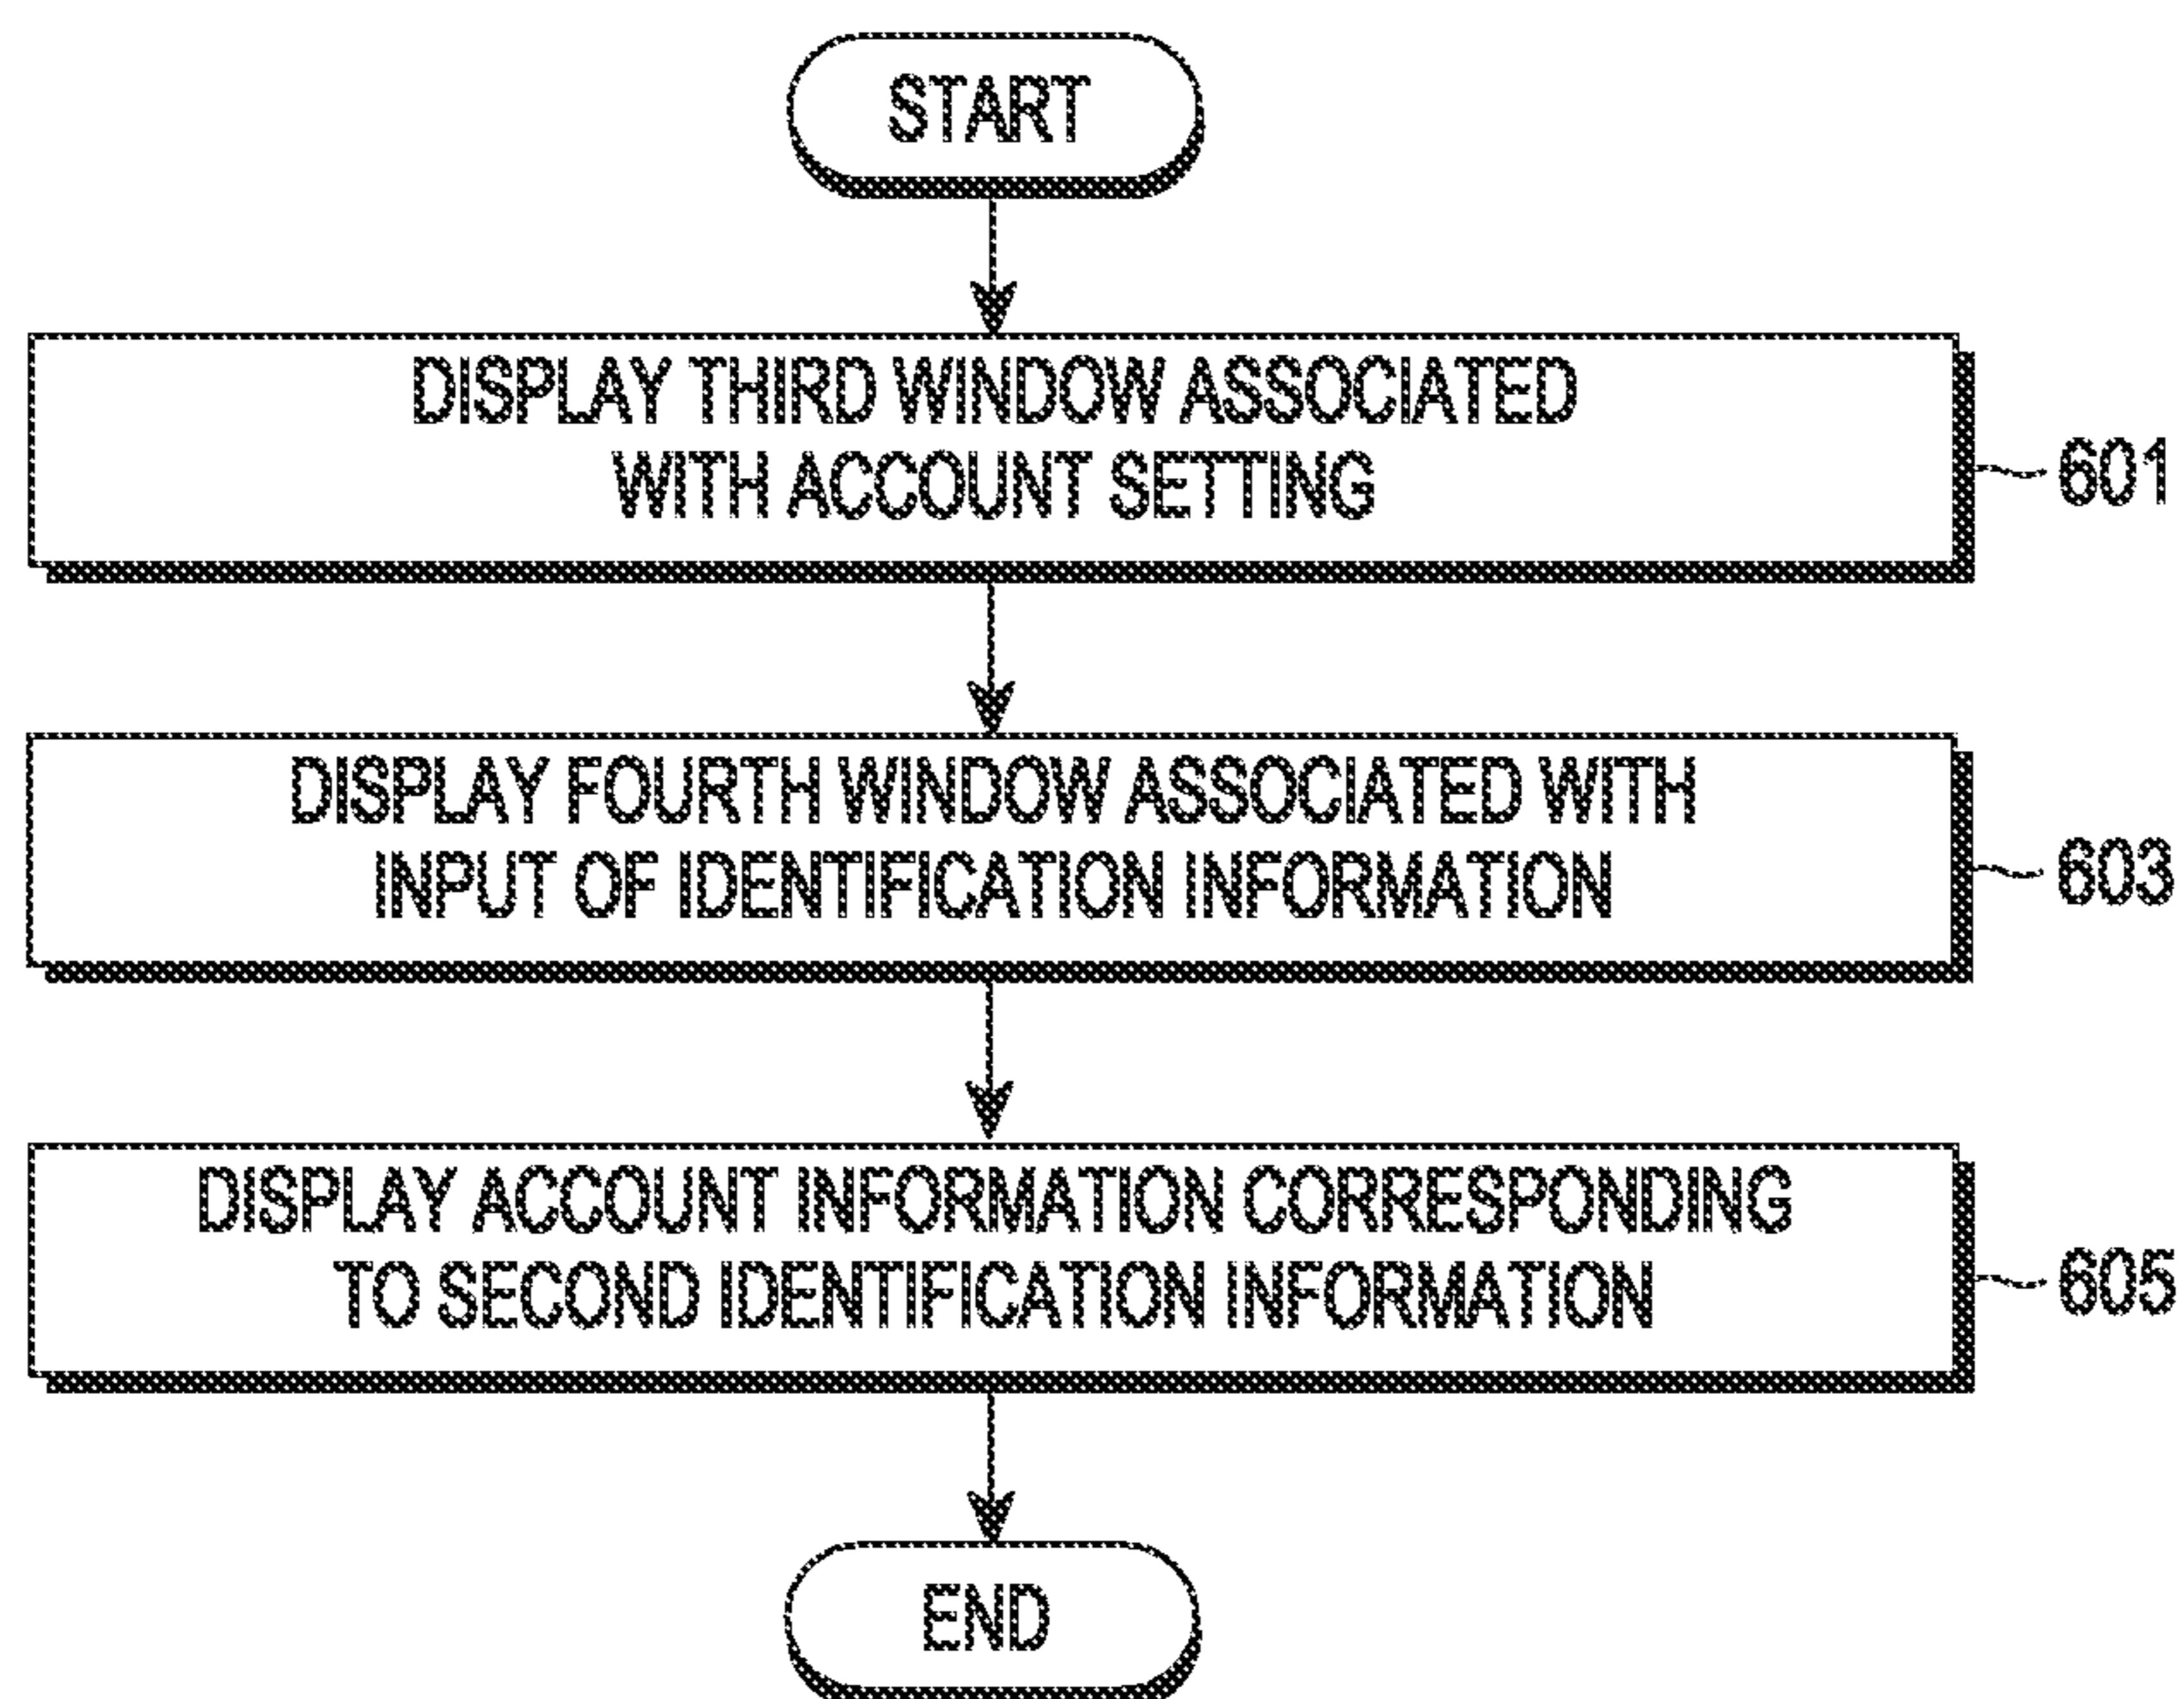 START
DISPLAY THIRD WINDOW ASSOCIATED
WITH ACCOUNT SETTING
601
DISPLAY FOURTH WINDOW ASSOCIATED WITH
INPUT OF IDENTIFICATION INFORMATION
603
DISPLAY ACCOUNT INFORMATION CORRESPONDING
TO SECOND IDENTIFICATION INFORMATION
605
END